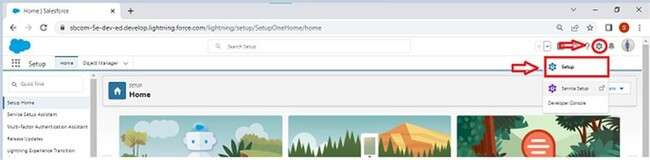 Home | Salesforce
sbcom-5e-dev-ed.develop.lightning.force.com/lightning/setup/SetupOneHome/home
Search Setup
Setup
Home
Object Manager
Setup
Service Setup
Developer Console
Quick Find
Setup Home
Service Setup Assistant
Multi-Factor Authentication Assistant
Release Updates
Lightning Experience Transition
SETUP
Home